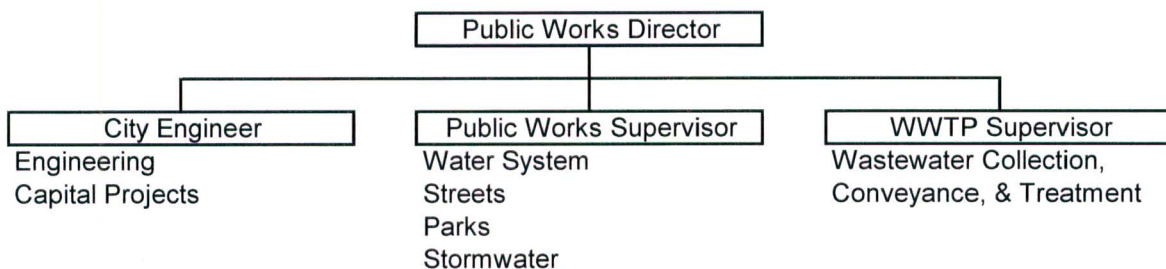 Public Works Director
City Engineer
Engineering
Capital Projects
Public Works Supervisor
Water System
Streets
Parks
Stormwater
WWTP Supervisor
Wastewater Collection,
Conveyance, & Treatment